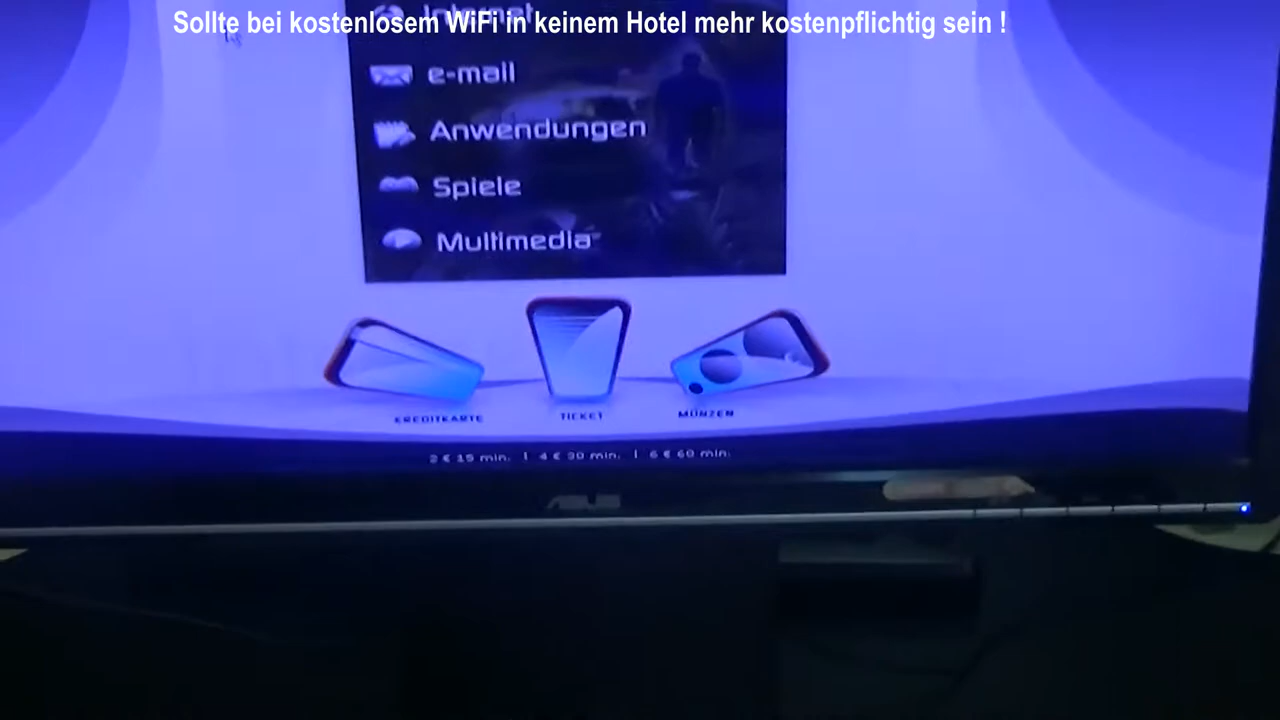 Sollte bei kostenlosem WiFi in keinem Hotel mehr kostenpflichtig sein !
Internet
e-mail
Anwendungen
Spiele
Multimedia
KREDITKARTE
TICKET
MÜNZEN
2 € 15 min. | 4 € 30 min. | 6 € 60 min.
ASUS